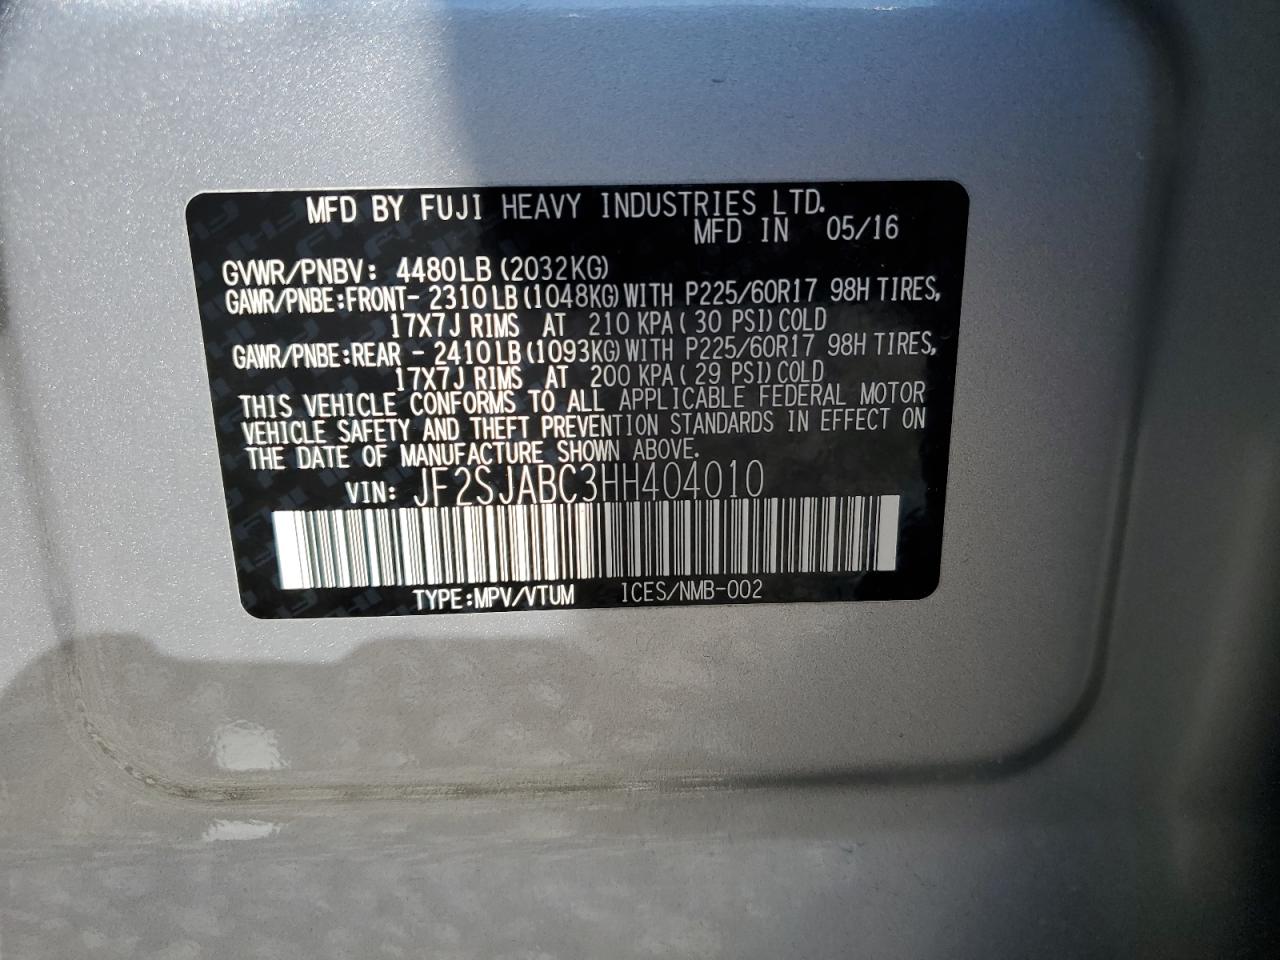 MFD BY FUJI HEAVY INDUSTRIES LTD.
MFD IN 05/16
GVWR/PNBV: 4480LB (2032KG)
GAWR/PNBE:FRONT- 2310LB (1048KG) WITH P225/60R17 98H TIRES,
17X7J RIMS AT 210 KPA ( 30 PSI) COLD
GAWR/PNBE:REAR - 2410LB (1093KG) WITH P225/60R17 98H TIRES,
17X7J RIMS AT 200 KPA ( 29 PSI) COLD
THIS VEHICLE CONFORMS TO ALL APPLICABLE FEDERAL MOTOR
VEHICLE SAFETY AND THEFT PREVENTION STANDARDS IN EFFECT ON
THE DATE OF MANUFACTURE SHOWN ABOVE.
VIN: JF2SJABC3HH404010
TYPE:MPV/VTUM ICES/NMB-002